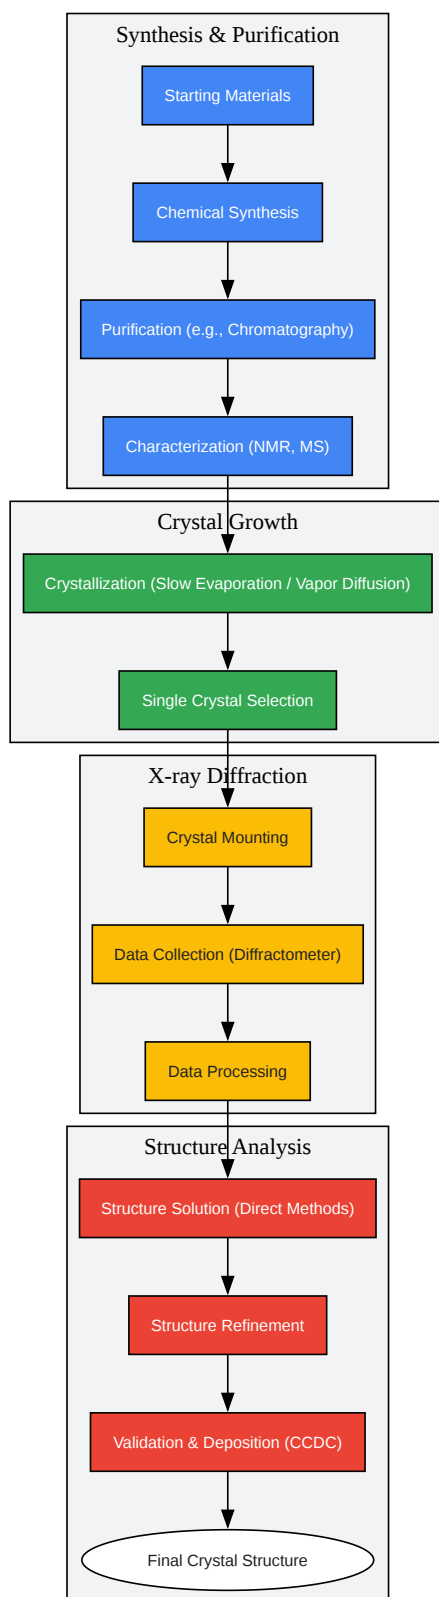 Synthesis & Purification
Starting Materials
Chemical Synthesis
Purification (e.g., Chromatography)
Characterization (NMR, MS)
Crystal Growth
Crystallization (Slow Evaporation / Vapor Diffusion)
Single Crystal Selection
X-ray Diffraction
Crystal Mounting
Data Collection (Diffractometer)
Data Processing
Structure Analysis
Structure Solution (Direct Methods)
Structure Refinement
Validation & Deposition (CCDC)
Final Crystal Structure